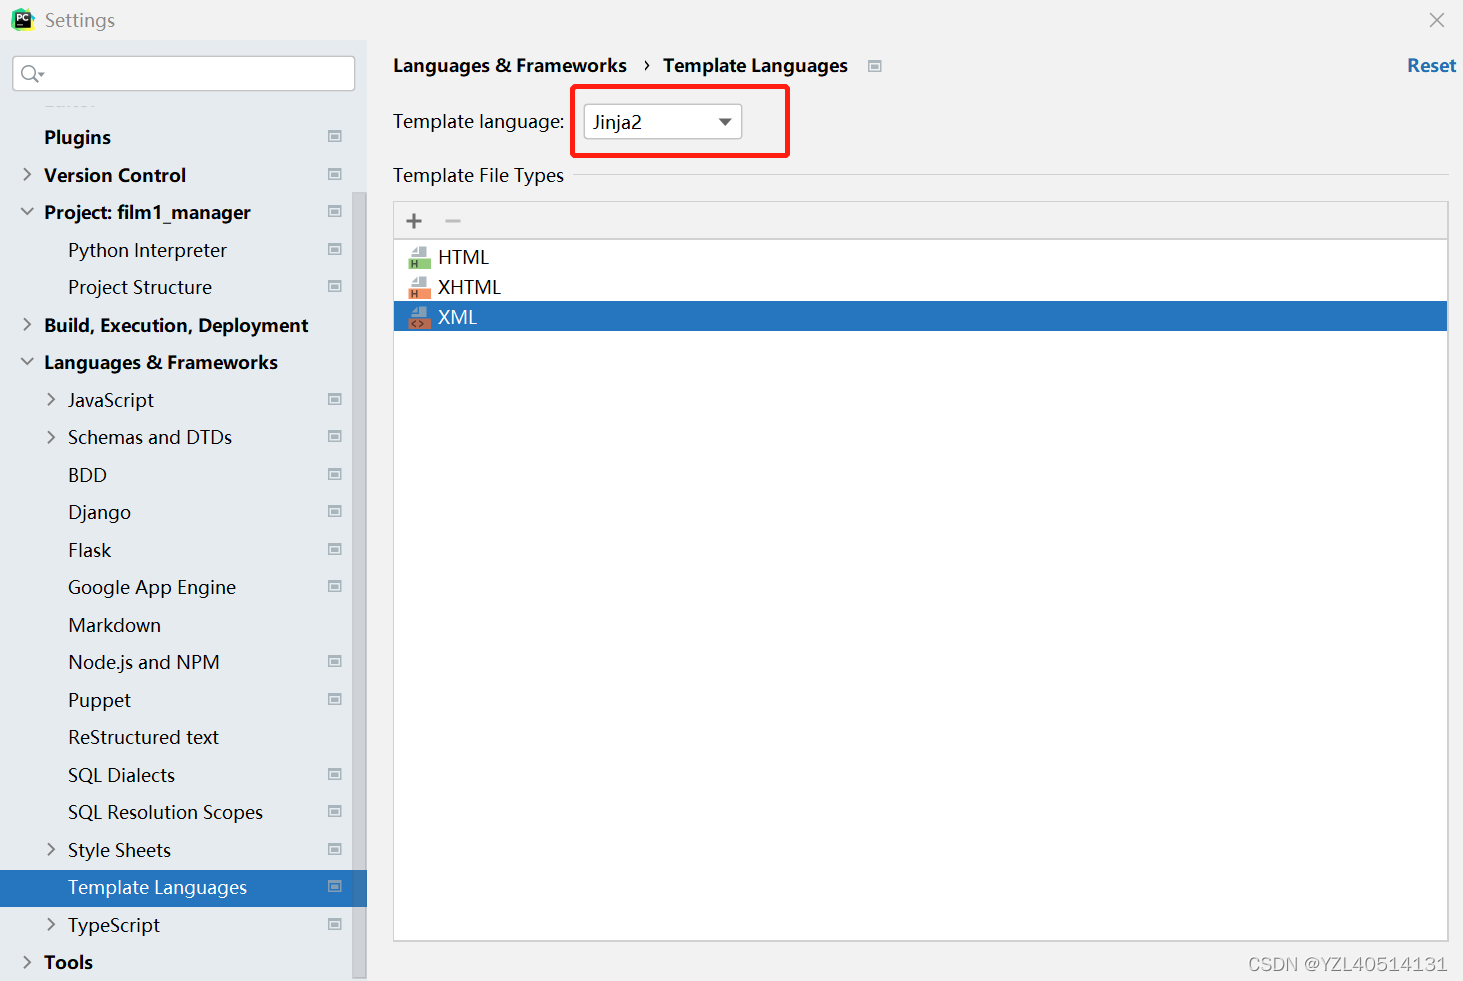 PC
Settings
Plugins
Version Control
Project: film1_manager
Python Interpreter
Project Structure
Build, Execution, Deployment
Languages & Frameworks
JavaScript
Schemas and DTDs
BDD
Django
Flask
Google App Engine
Markdown
Node.js and NPM
Puppet
ReStructured text
SQL Dialects
SQL Resolution Scopes
Style Sheets
Template Languages
TypeScript
Tools
Languages & Frameworks › Template Languages
Reset
Template language: Jinja2
Template File Types
H HTML
H XHTML
<> XML
CSDN @YZL40514131